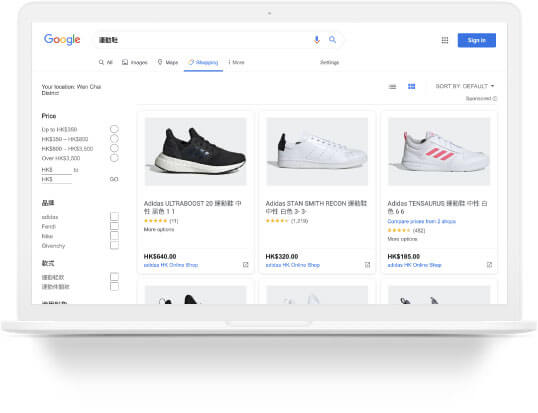 Google
運動鞋
Sign In
All
Images
Maps
Shopping
More
Settings
Your location: Wan Chai
District
SORT BY: DEFAULT
Sponsored
Price
Up to HK$350
HK$350 – HK$800
HK$800 – HK$3,500
Over HK$3,500
HK$ to
HK$ GO
品牌
adidas
Fendi
Nike
Givenchy
款式
運動鞋款
Adidas ULTRABOOST 20 運動鞋 中
性 黑色 1 1
(11)
More options
HK$640.00
adidas HK Online Shop
Adidas STAN SMITH RECON 運動鞋
中性 白色 3- 3-
(1,219)
HK$320.00
adidas HK Online Shop
Adidas TENSAURUS 運動鞋 中性 白
色 6 6
Compare prices from 2 shops
(482)
More options
HK$185.00
adidas HK Online Shop